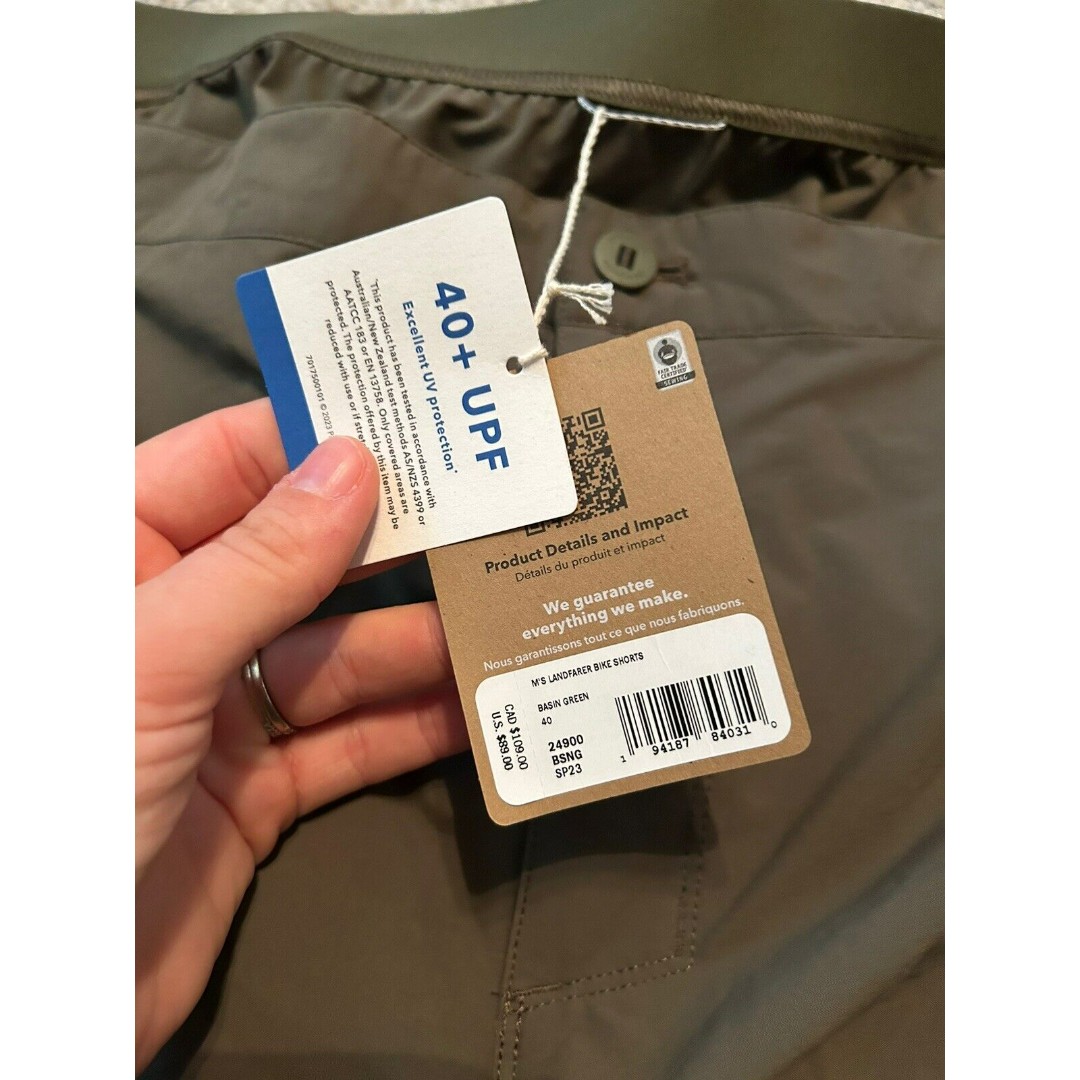 40+ UPF
Excellent UV protection*
*This product has been tested in accordance with
Australian/New Zealand test methods AS/NZS 4399 or
AATCC 183 or EN 13758. Only covered areas are
protected. The protection offered by this item may be
reduced with use or if
7017500101 © 2023 P
FAIR TRADE
CERTIFIED
SEWING
Product Details and Impact
Détails du produit et impact
We guarantee
everything we make.
Nous garantissons tout ce que nous fabriquons.
M'S LANDFARER BIKE SHORTS
BASIN GREEN
40
24900
BSNG
SP23
CAD $109.00
U.S. $89.00
1 94187 84031 0